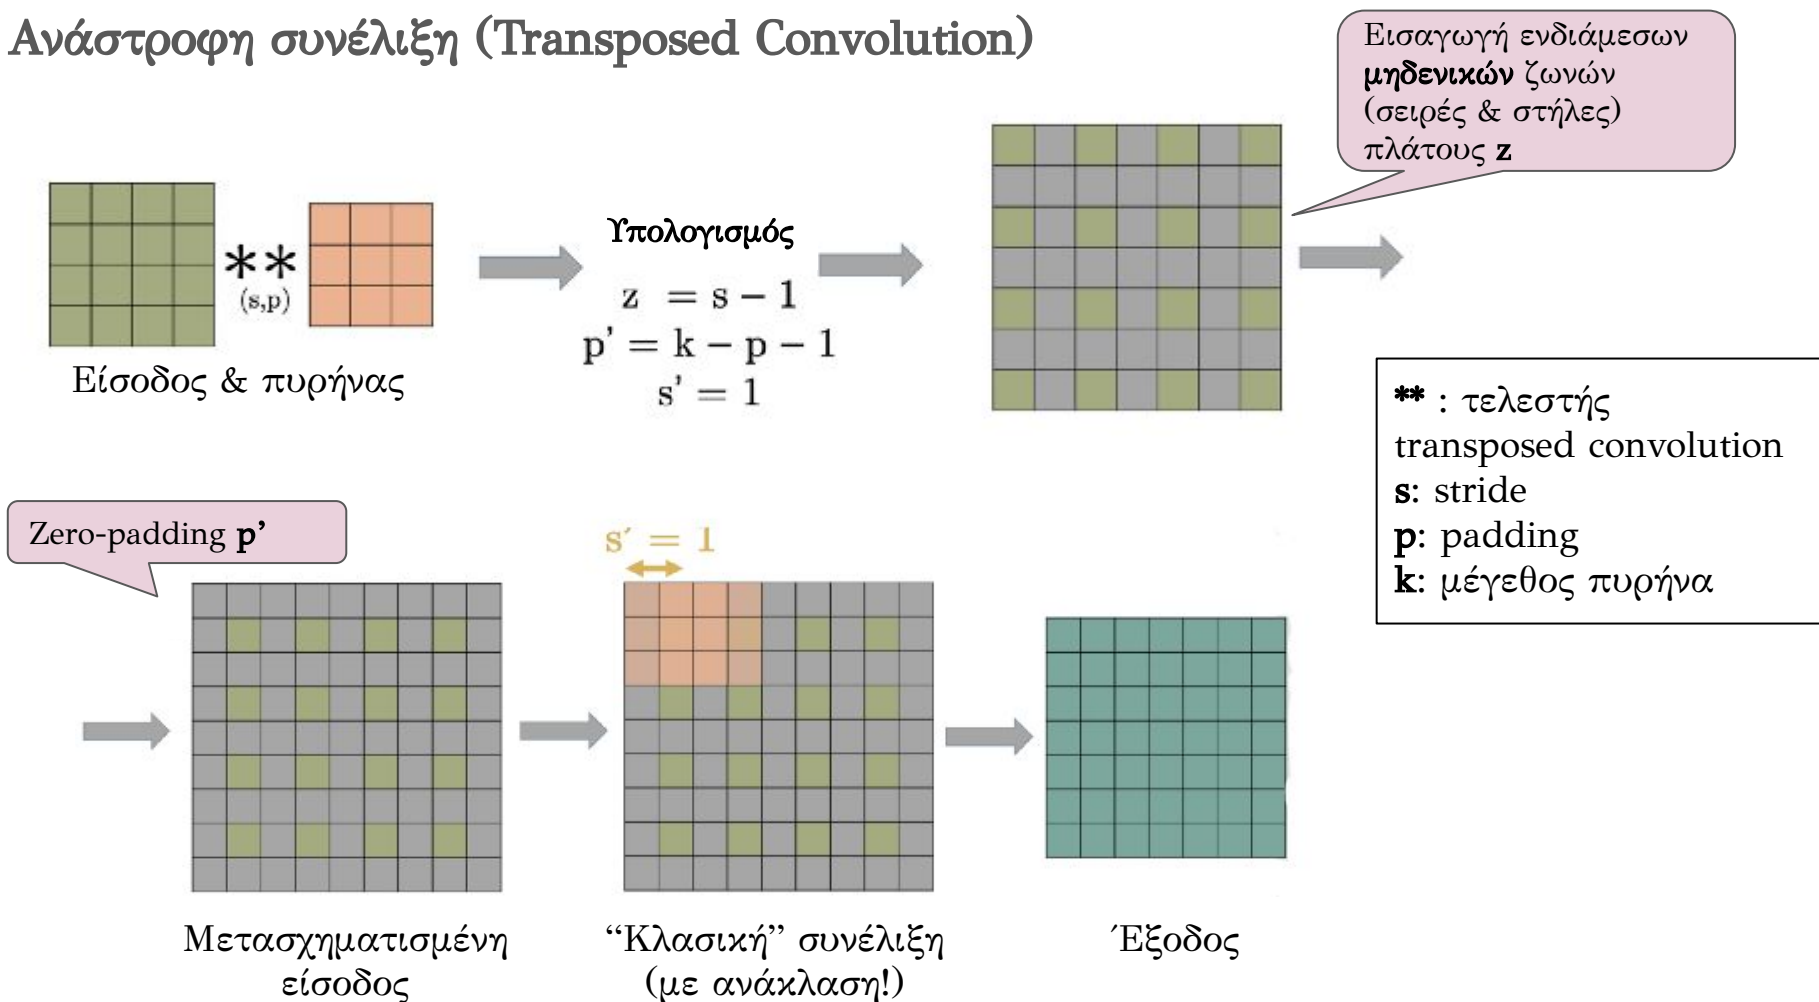 Ανάστροφη συνέλιξη (Transposed Convolution)
Εισαγωγή ενδιάμεσων
μηδενικών ζωνών
(σειρές & στήλες)
πλάτους z
**
(s,p)
Είσοδος & πυρήνας
Υπολογισμός
z = s − 1
p’ = k − p − 1
s’ = 1
** : τελεστής
transposed convolution
s: stride
p: padding
k: μέγεθος πυρήνα
Zero-padding p’
s′ = 1
Μετασχηματισμένη
είσοδος
“Κλασική” συνέλιξη
(με ανάκλαση!)
Έξοδος